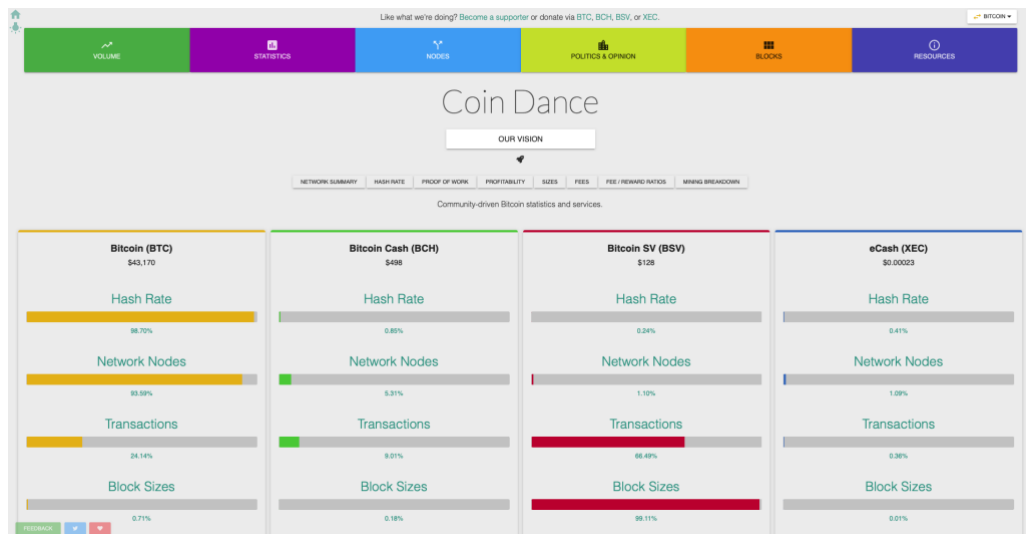 Like what we're doing? Become a supporter or donate via BTC, BCH, BSV, or XEC.
BITCOIN
VOLUME
STATISTICS
NODES
POLITICS & OPINION
BLOCKS
RESOURCES
Coin Dance
OUR VISION
NETWORK SUMMARY
HASH RATE
PROOF OF WORK
PROFITABILITY
SIZES
FEES
FEE / REWARD RATIOS
MINING BREAKDOWN
Community-driven Bitcoin statistics and services.
Bitcoin (BTC)
$43,170
Hash Rate
98.70%
Network Nodes
93.59%
Transactions
24.14%
Block Sizes
0.71%
Bitcoin Cash (BCH)
$498
Hash Rate
0.85%
Network Nodes
5.31%
Transactions
9.01%
Block Sizes
0.18%
Bitcoin SV (BSV)
$128
Hash Rate
0.24%
Network Nodes
1.10%
Transactions
66.49%
Block Sizes
99.11%
eCash (XEC)
$0.00023
Hash Rate
0.41%
Network Nodes
1.09%
Transactions
0.36%
Block Sizes
0.01%
FEEDBACK